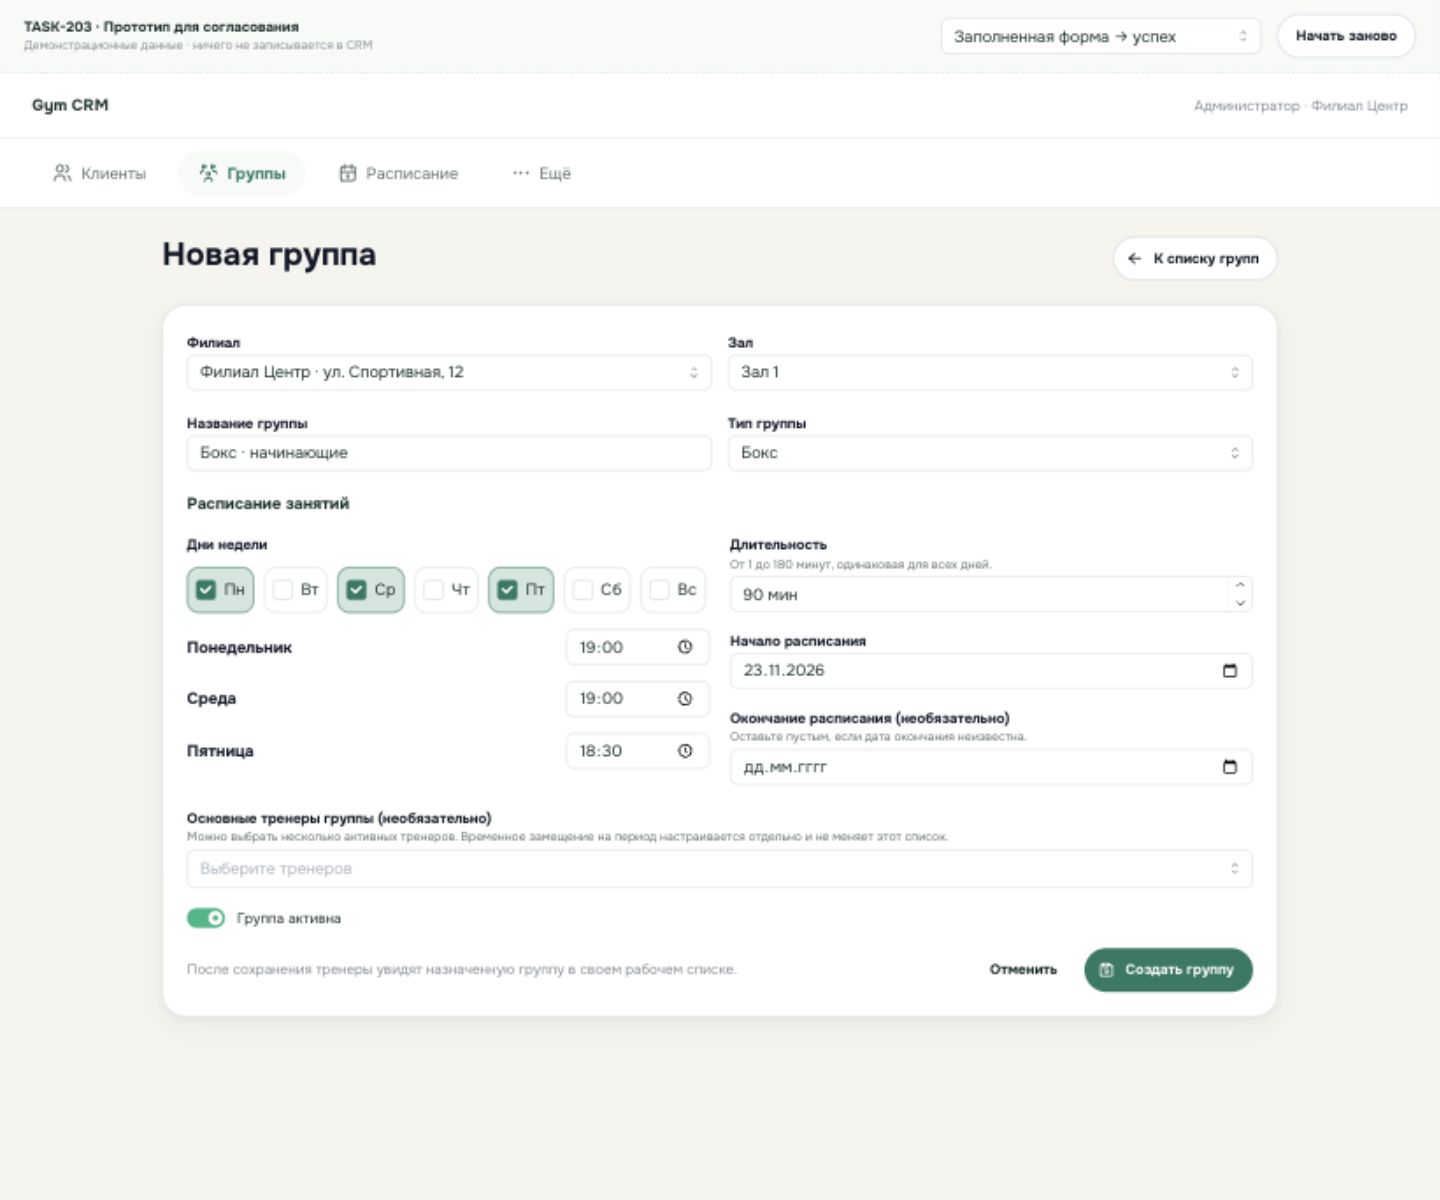 TASK-203 · Прототип для согласования
Демонстрационные данные · ничего не записывается в CRM
Заполненная форма → успех
Начать заново
Gym CRM
Администратор · Филиал Центр
Клиенты
Группы
Расписание
··· Ещё
Новая группа
← К списку групп
Филиал
Зал
Филиал Центр · ул. Спортивная, 12
Зал 1
Название группы
Тип группы
Бокс · начинающие
Бокс
Расписание занятий
Дни недели
Пн
Вт
Ср
Чт
Пт
Сб
Вс
Понедельник
19:00
Среда
19:00
Пятница
18:30
Длительность
От 1 до 180 минут, одинаковая для всех дней.
90 мин
Начало расписания
23.11.2026
Окончание расписания (необязательно)
Оставьте пустым, если дата окончания неизвестна.
дд.мм.гггг
Основные тренеры группы (необязательно)
Можно выбрать несколько активных тренеров. Временное замещение на период настраивается отдельно и не меняет этот список.
Выберите тренеров
Группа активна
После сохранения тренеры увидят назначенную группу в своем рабочем списке.
Отменить
Создать группу